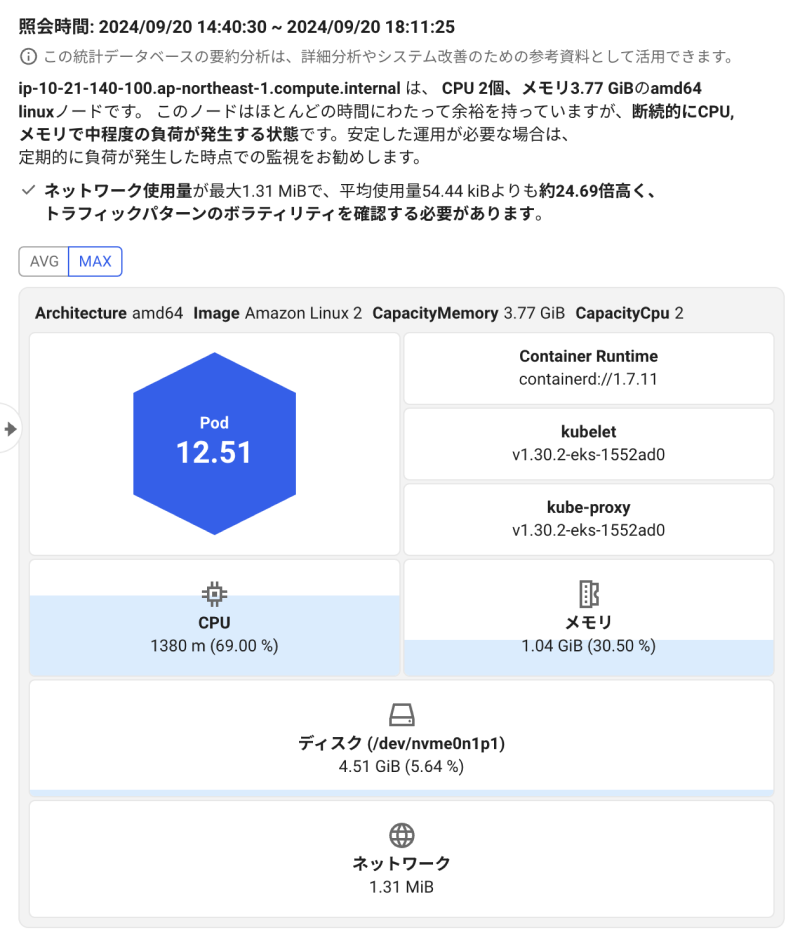 照会時間: 2024/09/20 14:40:30 ~ 2024/09/20 18:11:25
この統計データベースの要約分析は、詳細分析やシステム改善のための参考資料として活用できます。
ip-10-21-140-100.ap-northeast-1.compute.internal は、 CPU 2個、メモリ3.77 GiBのamd64
linuxノードです。 このノードはほとんどの時間にわたって余裕を持っていますが、断続的にCPU,
メモリで中程度の負荷が発生する状態です。安定した運用が必要な場合は、
定期的に負荷が発生した時点での監視をお勧めします。
ネットワーク使用量が最大1.31 MiBで、平均使用量54.44 kiBよりも約24.69倍高く、
トラフィックパターンのボラティリティを確認する必要があります。
AVG MAX
Architecture amd64 Image Amazon Linux 2 CapacityMemory 3.77 GiB CapacityCpu 2
Pod
12.51
Container Runtime
containerd://1.7.11
kubelet
v1.30.2-eks-1552ad0
kube-proxy
v1.30.2-eks-1552ad0
CPU
1380 m (69.00 %)
メモリ
1.04 GiB (30.50 %)
ディスク (/dev/nvme0n1p1)
4.51 GiB (5.64 %)
ネットワーク
1.31 MiB